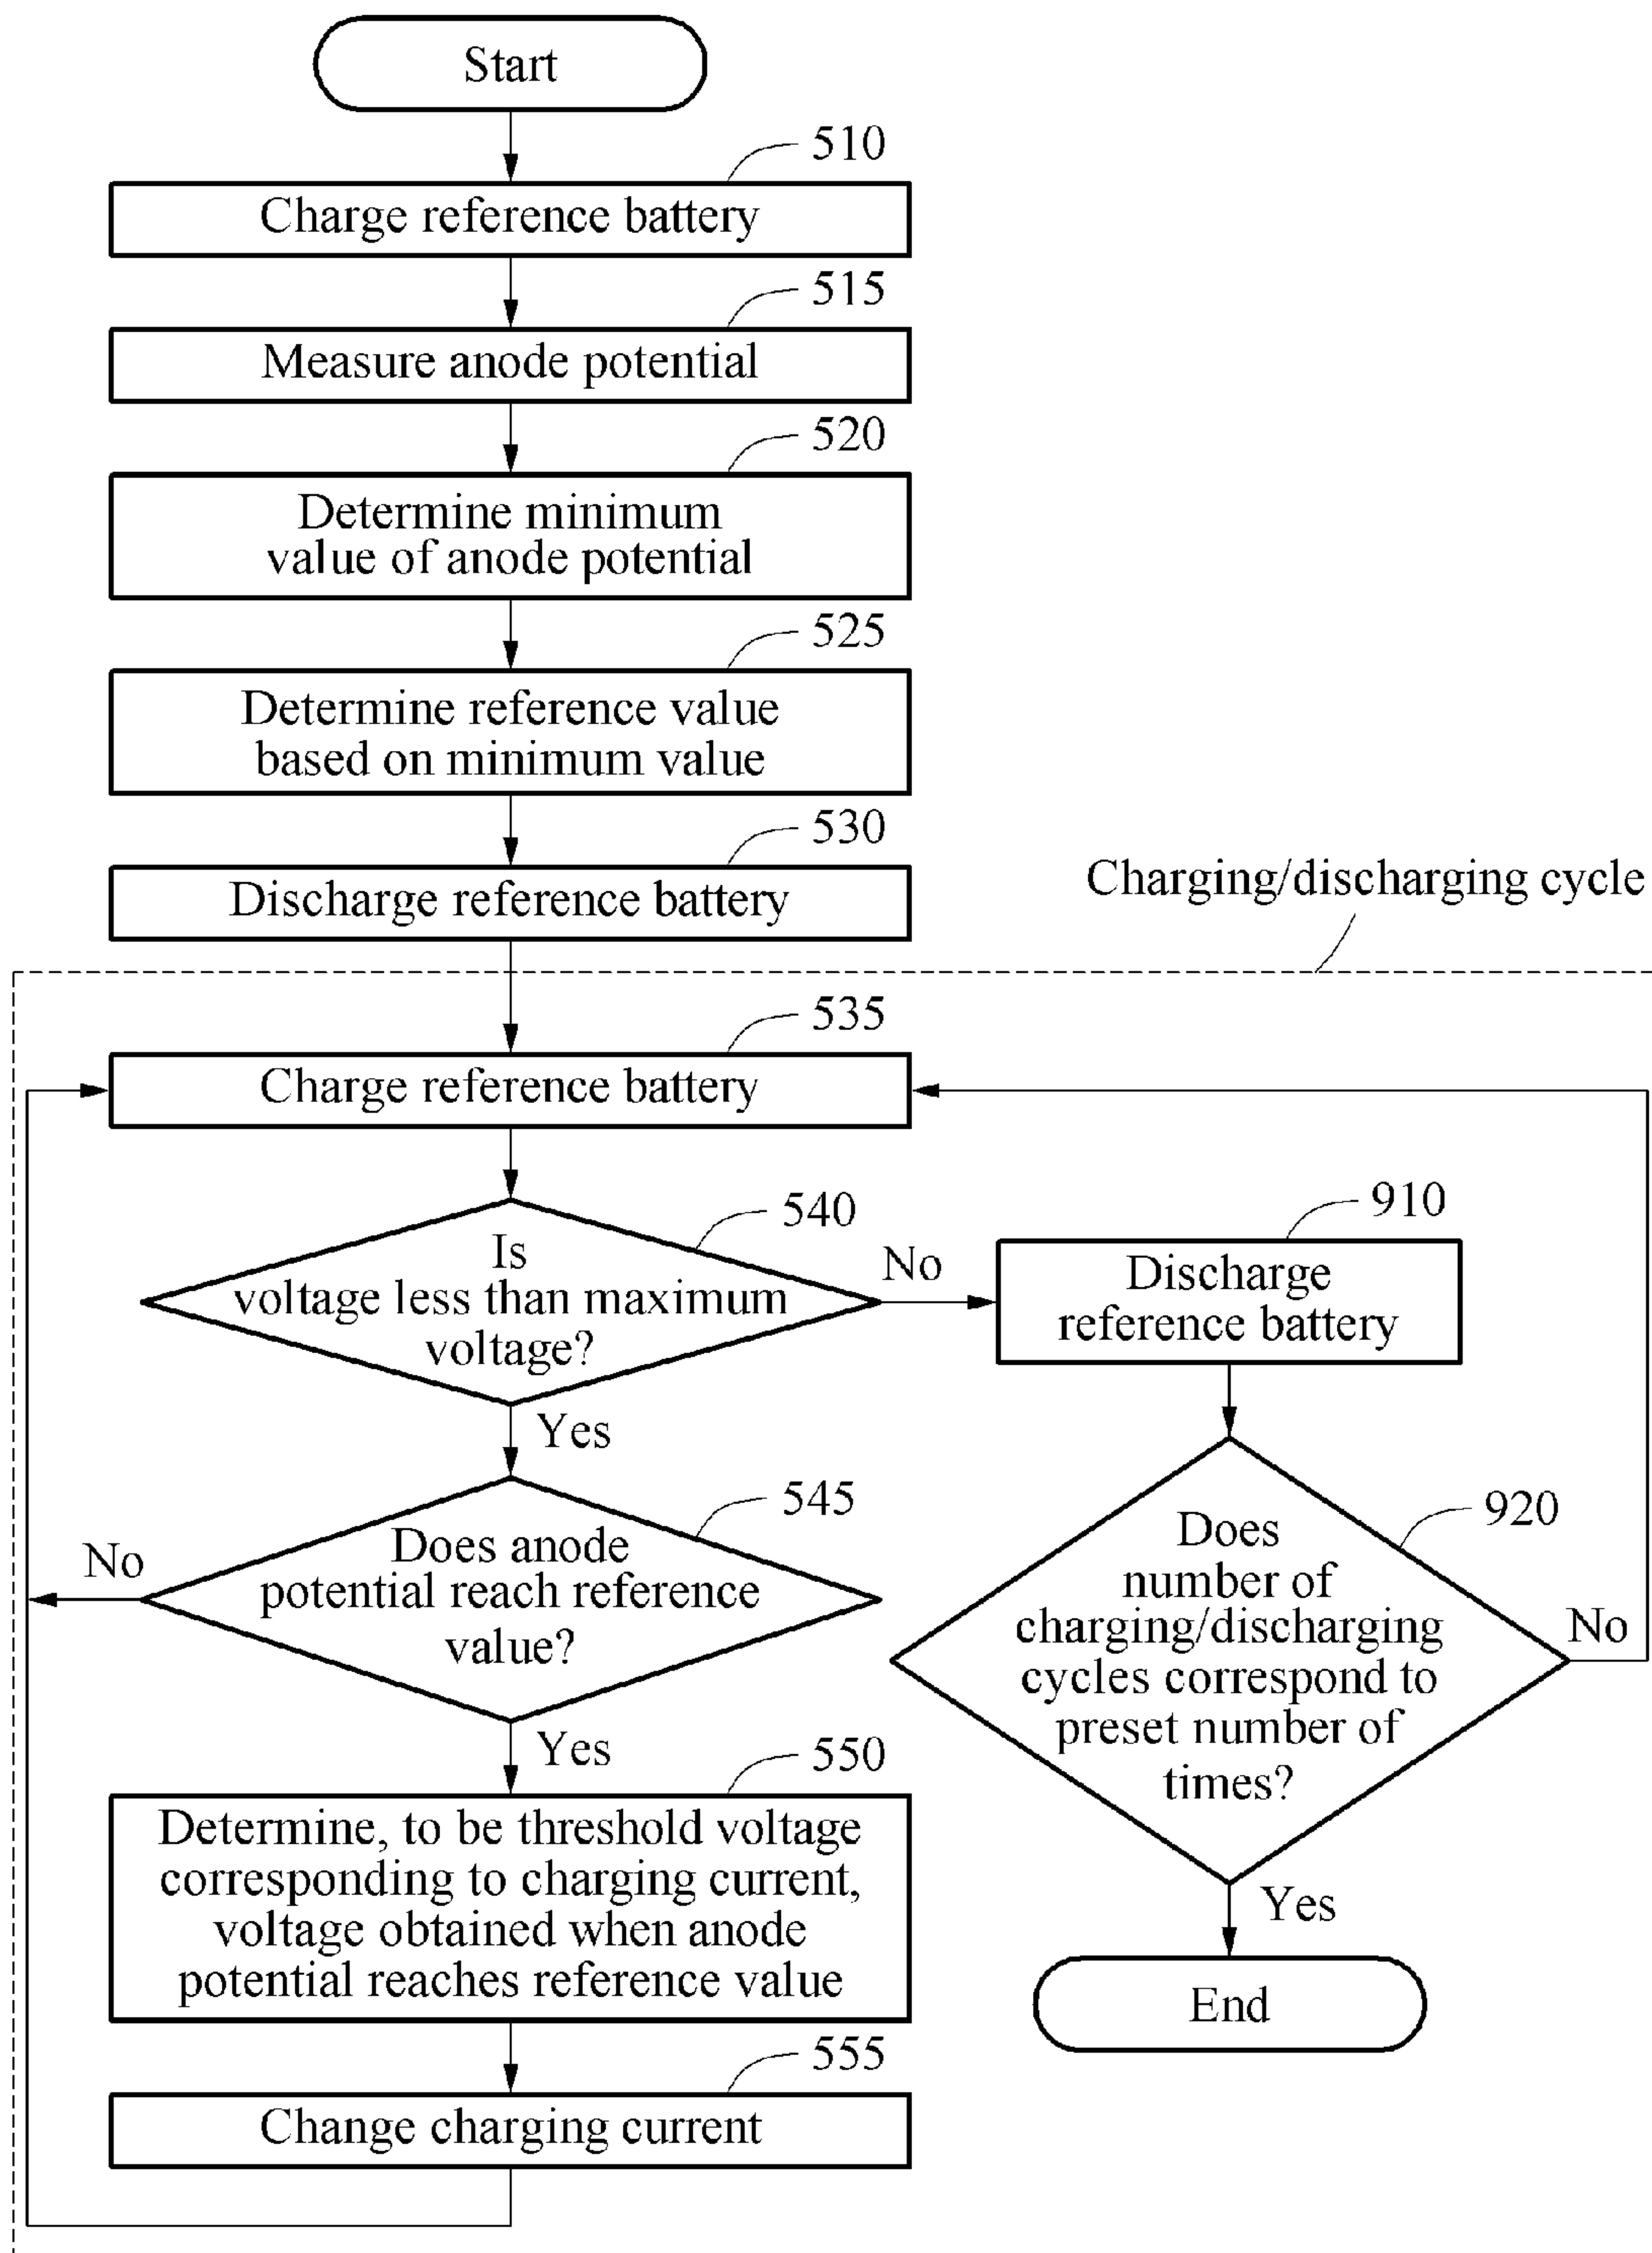 Start
510
Charge reference battery
515
Measure anode potential
520
Determine minimum
value of anode potential
525
Determine reference value
based on minimum value
530
Discharge reference battery
Charging/discharging cycle
535
Charge reference battery
540
Is
voltage less than maximum
voltage?
No
910
Discharge
reference battery
Yes
545
Does anode
potential reach reference
value?
No
920
Does
number of
charging/discharging
cycles correspond to
preset number of
times?
No
Yes
550
Determine, to be threshold voltage
corresponding to charging current,
voltage obtained when anode
potential reaches reference value
Yes
End
555
Change charging current